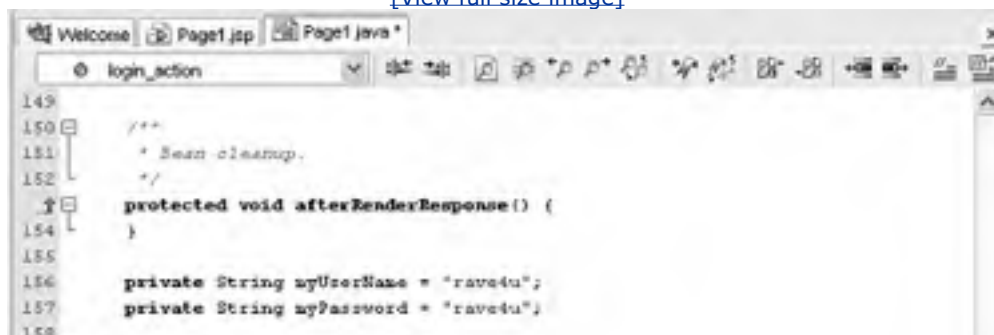 [View full size image]
Welcome Page1.jsp Page1.java *
login_action
149
150 /**
151 * Bean cleanup.
152 */
protected void afterRenderResponse() {
154 }
155
156 private String myUserName = "rave4u";
157 private String myPassword = "rave4u";
158